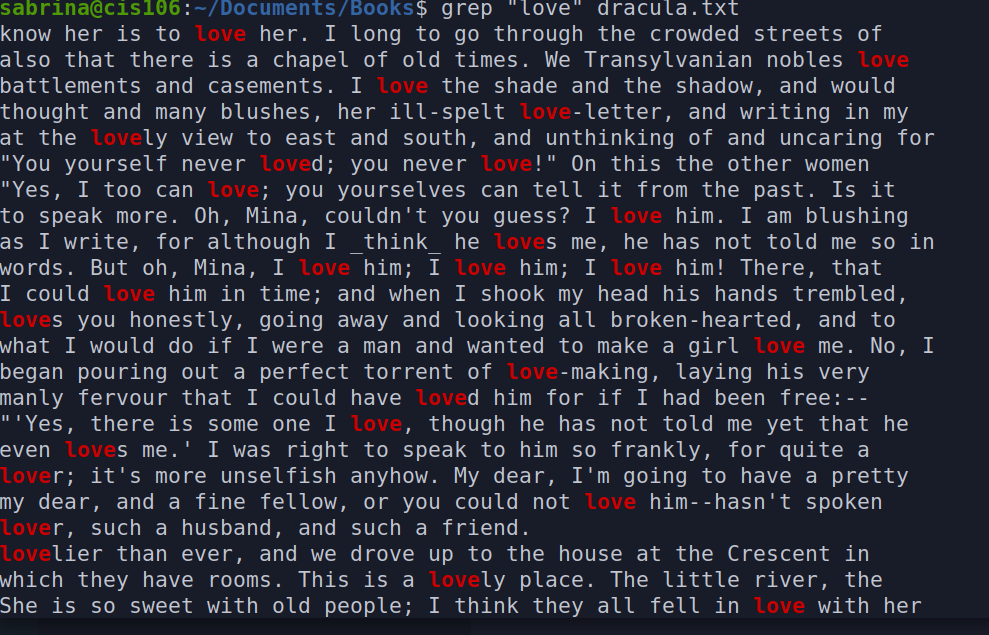 sabrina@cis106:~/Documents/Books$ grep "love" dracula.txt
know her is to love her. I long to go through the crowded streets of
also that there is a chapel of old times. We Transylvanian nobles love
battlements and casements. I love the shade and the shadow, and would
thought and many blushes, her ill-spelt love-letter, and writing in my
at the lovely view to east and south, and unthinking of and uncaring for
"You yourself never loved; you never love!" On this the other women
"Yes, I too can love; you yourselves can tell it from the past. Is it
to speak more. Oh, Mina, couldn't you guess? I love him. I am blushing
as I write, for although I _think_ he loves me, he has not told me so in
words. But oh, Mina, I love him; I love him; I love him! There, that
I could love him in time; and when I shook my head his hands trembled,
loves you honestly, going away and looking all broken-hearted, and to
what I would do if I were a man and wanted to make a girl love me. No, I
began pouring out a perfect torrent of love-making, laying his very
manly fervour that I could have loved him for if I had been free:--
"'Yes, there is some one I love, though he has not told me yet that he
even loves me.' I was right to speak to him so frankly, for quite a
lover; it's more unselfish anyhow. My dear, I'm going to have a pretty
my dear, and a fine fellow, or you could not love him--hasn't spoken
lover, such a husband, and such a friend.
lovelier than ever, and we drove up to the house at the Crescent in
which they have rooms. This is a lovely place. The little river, the
She is so sweet with old people; I think they all fell in love with her